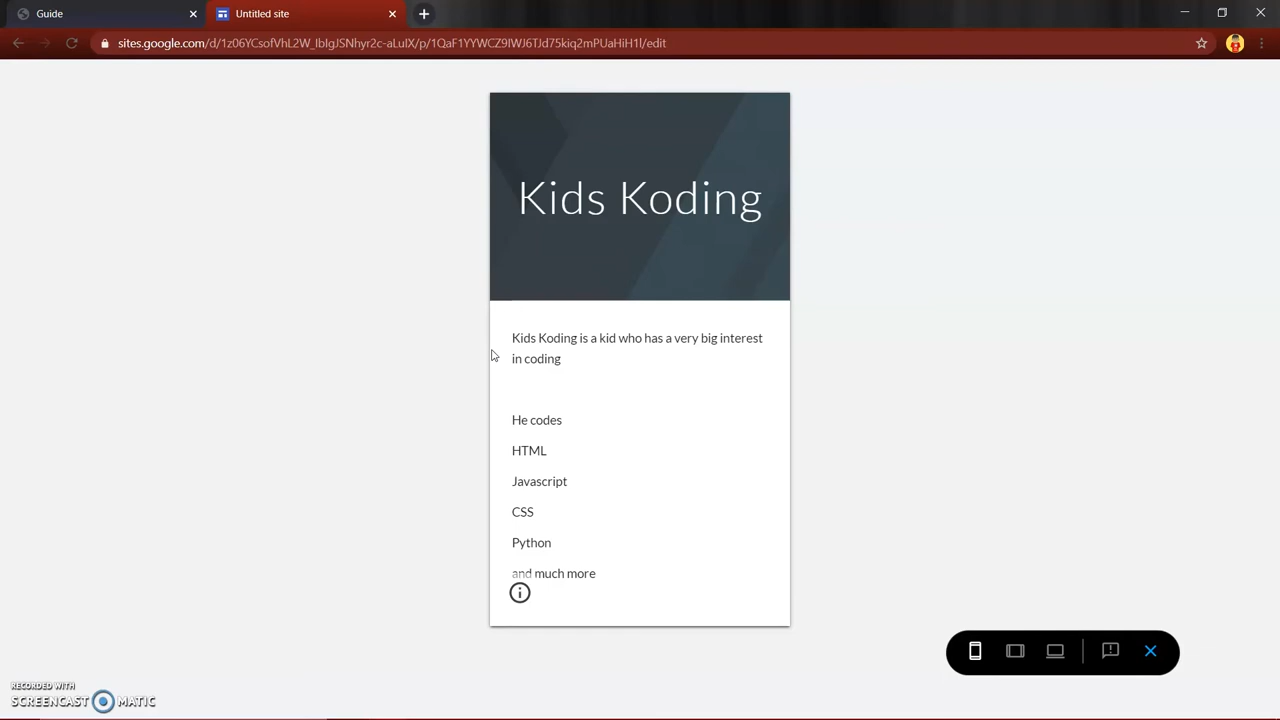 Guide
Untitled site
sites.google.com/d/1z06YCsofVhL2W_IbIgJSNhyr2c-aLuIX/p/1QaF1YYWCZ9IWJ6TJd75kiq2mPUaHiH1l/edit
Kids Koding
Kids Koding is a kid who has a very big interest
in coding
He codes
HTML
Javascript
CSS
Python
and much more
RECORDED WITH
SCREENCAST MATIC